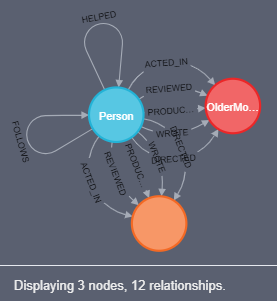 HELPED
ACTED_IN
REVIEWED
PRODUC...
WROTE
DIRECTED
Person
OlderMo...
FOLLOWS
ACTED_IN
REVIEWED
PRODUC...
WROTE
DIRECTED
Displaying 3 nodes, 12 relationships.